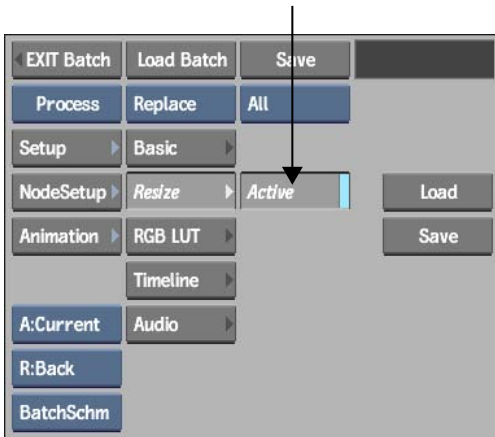 EXIT Batch Load Batch Save
Process Replace All
Setup Basic
NodeSetup Resize Active Load
Animation RGB LUT Save
Timeline
A:Current Audio
R:Back
BatchSchm